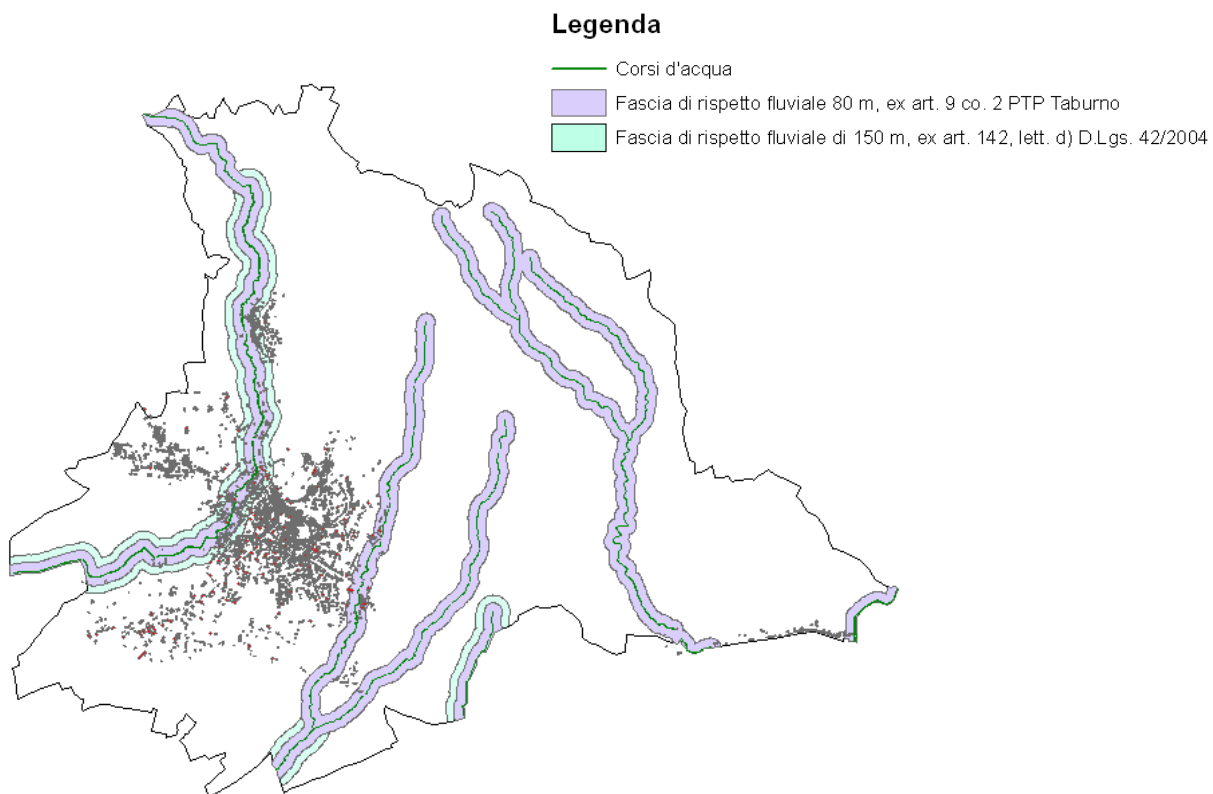 Legenda
Corsi d'acqua
Fascia di rispetto fluviale 80 m, ex art. 9 co. 2 PTP Taburno
Fascia di rispetto fluviale di 150 m, ex art. 142, lett. d) D.Lgs. 42/2004